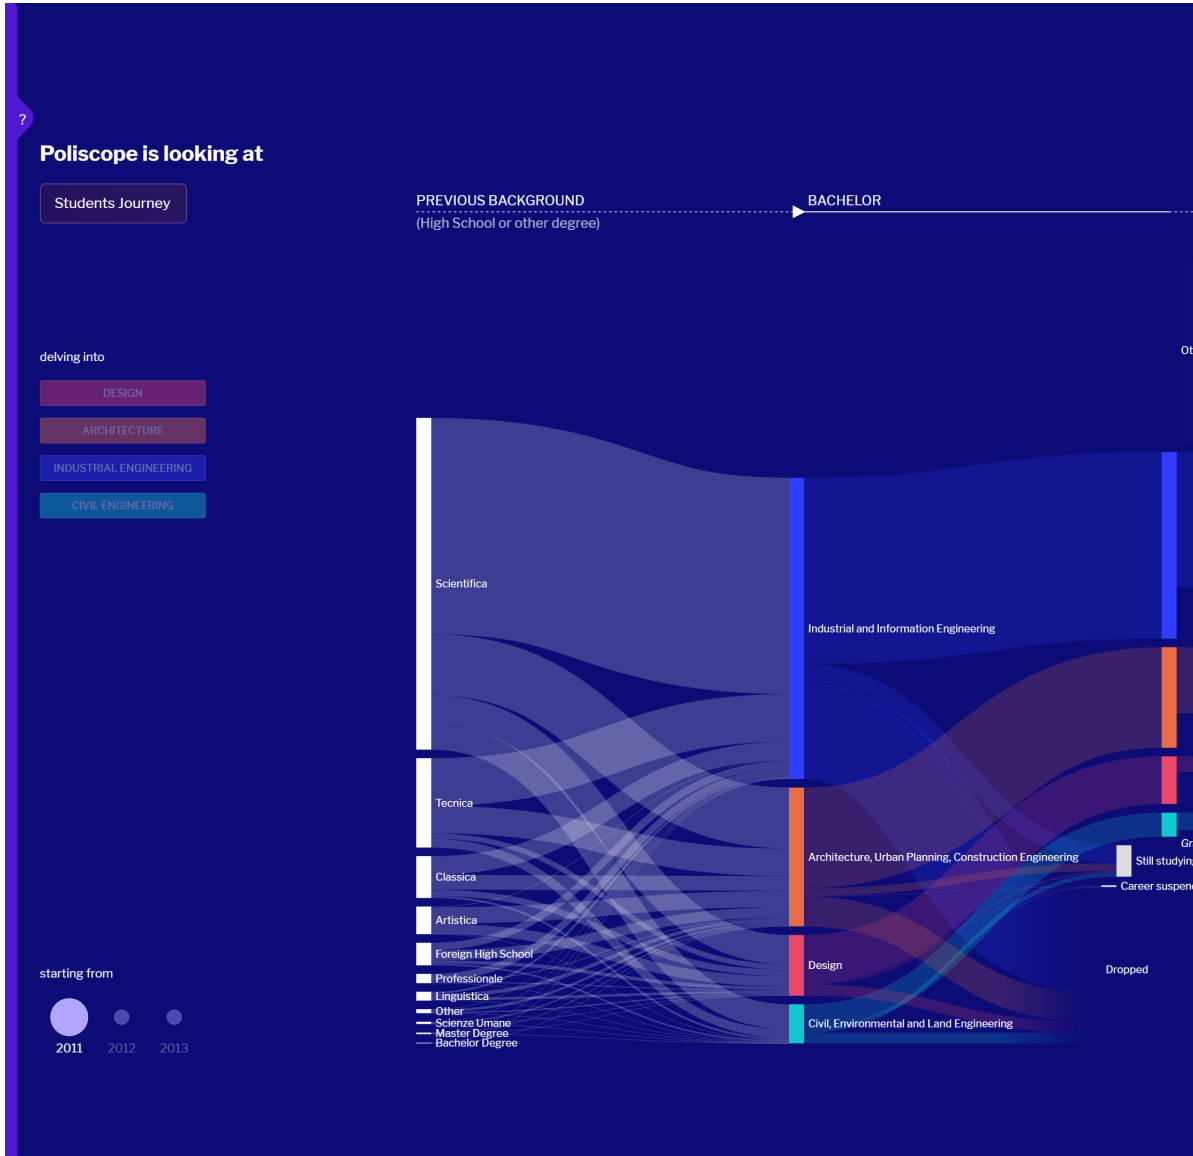 ?
Poliscope is looking at
Students Journey
PREVIOUS BACKGROUND
(High School or other degree)
BACHELOR
delving into
DESIGN
ARCHITECTURE
INDUSTRIAL ENGINEERING
CIVIL ENGINEERING
Scientifica
Tecnica
Classica
Artistica
Foreign High School
Professionale
Linguistica
Other
Scienze Umane
Master Degree
Bachelor Degree
Industrial and Information Engineering
Architecture, Urban Planning, Construction Engineering
Design
Civil, Environmental and Land Engineering
Ot
Gr
Still studying
Career suspen
Dropped
starting from
2011
2012
2013